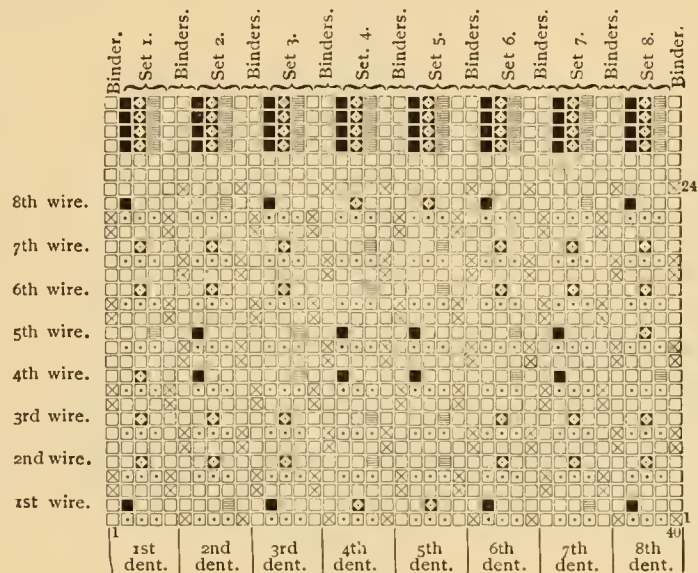 Binder. Set 1. Binders. Set 2. Binders. Set 3. Binders. Set. 4. Binders. Set 5. Binders. Set 6. Binders. Set 7. Binders. Set 8. Binder.
24
8th wire.
7th wire.
6th wire.
5th wire.
4th wire.
3rd wire.
2nd wire.
1st wire.
1
1 40
1st 2nd 3rd 4th 5th 6th 7th 8th
dent. dent. dent. dent. dent. dent. dent. dent.